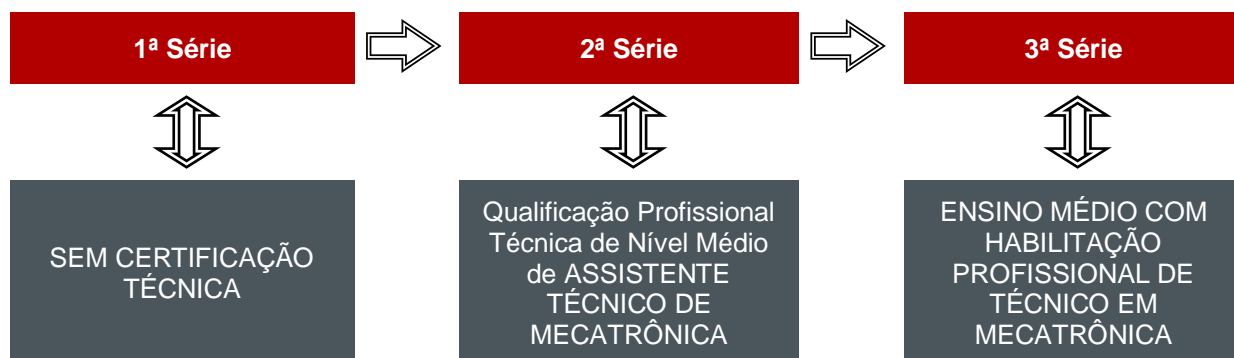 1ª Série
2ª Série
3ª Série
SEM CERTIFICAÇÃO
TÉCNICA
Qualificação Profissional
Técnica de Nível Médio
de ASSISTENTE
TÉCNICO DE
MECATRÔNICA
ENSINO MÉDIO COM
HABILITAÇÃO
PROFISSIONAL DE
TÉCNICO EM
MECATRÔNICA